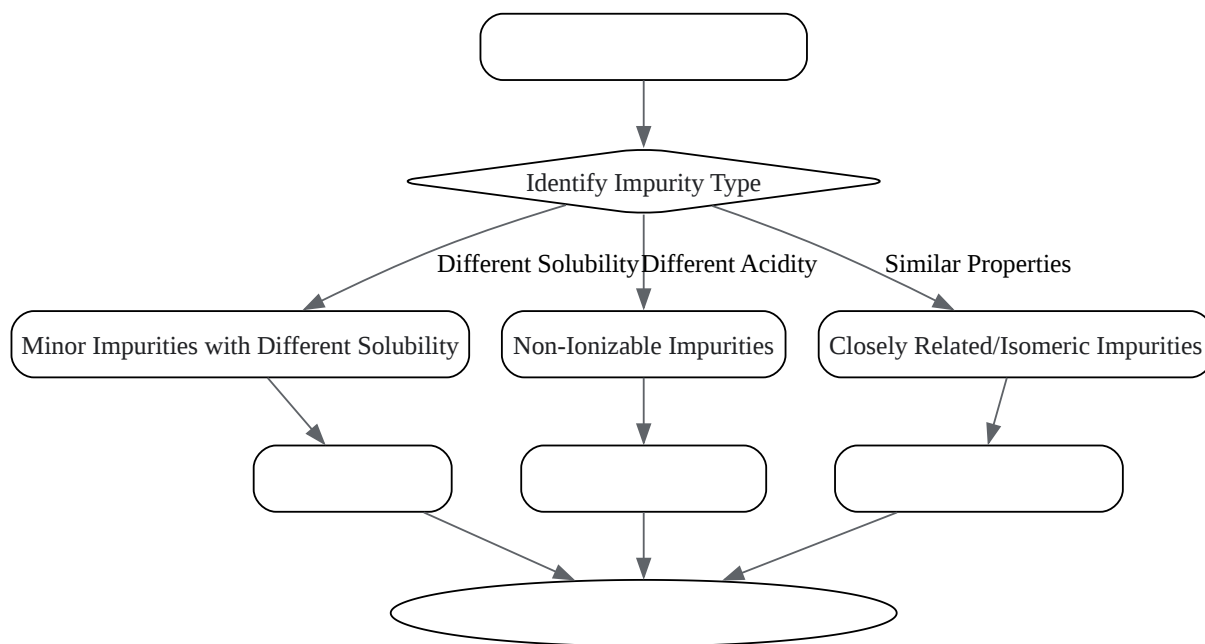 Identify Impurity Type
Different Solubility
Different Acidity
Similar Properties
Minor Impurities with Different Solubility
Non-Ionizable Impurities
Closely Related/Isomeric Impurities